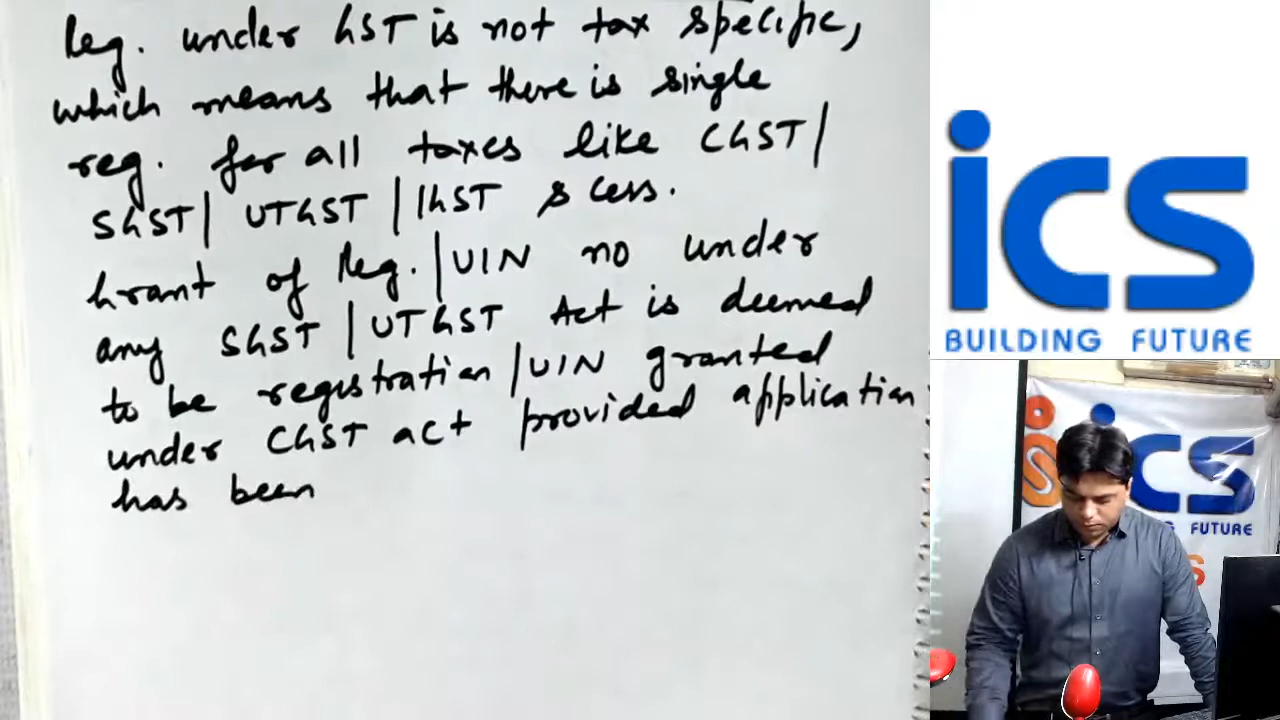 Reg. under GST is not tax specific,
which means that there is single
reg. for all taxes like CGST/
SGST/ UTGST / IGST & cess.
Grant of Reg. / UIN no under
any SGST / UTGST Act is deemed
to be registration / UIN granted
under CGST act provided application
has been
ics
BUILDING FUTURE
ics
FUTURE